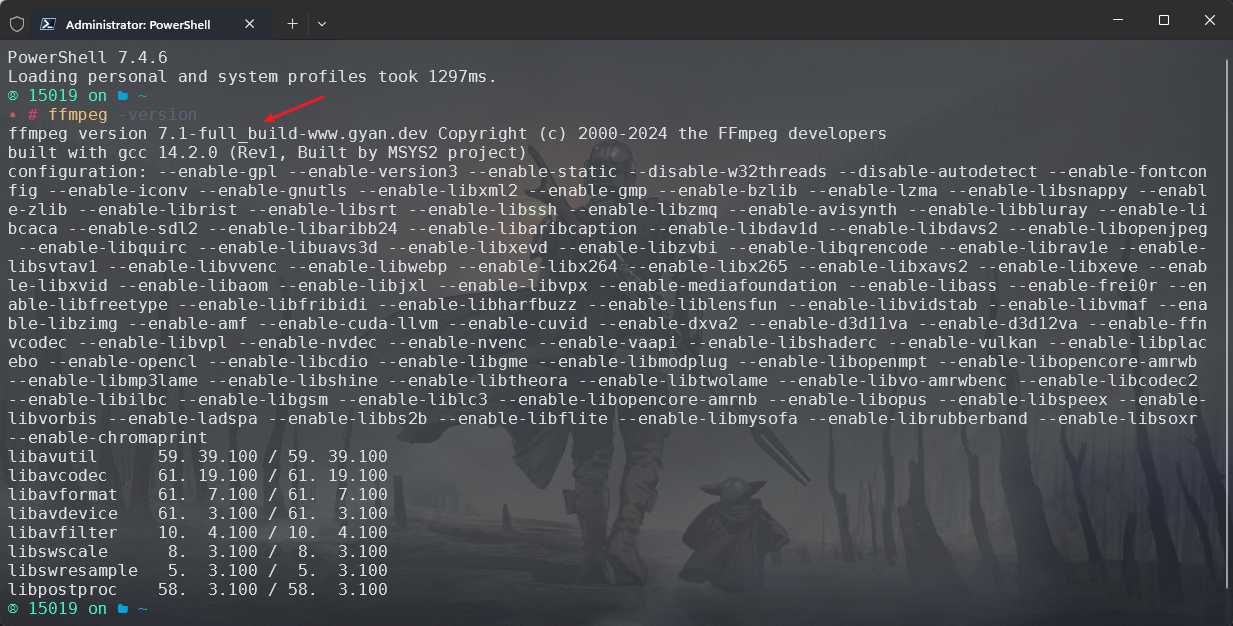 Administrator: PowerShell
PowerShell 7.4.6
Loading personal and system profiles took 1297ms.
15019 on ~
# ffmpeg -version
ffmpeg version 7.1-full_build-www.gyan.dev Copyright (c) 2000-2024 the FFmpeg developers
built with gcc 14.2.0 (Rev1, Built by MSYS2 project)
configuration: --enable-gpl --enable-version3 --enable-static --disable-w32threads --disable-autodetect --enable-fontcon
fig --enable-iconv --enable-gnutls --enable-libxml2 --enable-gmp --enable-bzlib --enable-lzma --enable-libsnappy --enabl
e-zlib --enable-librist --enable-libsrt --enable-libssh --enable-libzmq --enable-avisynth --enable-libbluray --enable-li
bcaca --enable-sdl2 --enable-libaribb24 --enable-libaribcaption --enable-libdav1d --enable-libdavs2 --enable-libopenjpeg
--enable-libquirc --enable-libuavs3d --enable-libxevd --enable-libzvbi --enable-libqrencode --enable-librav1e --enable-
libsvtav1 --enable-libvvenc --enable-libwebp --enable-libx264 --enable-libx265 --enable-libxavs2 --enable-libxeve --enab
le-libxvid --enable-libaom --enable-libjxl --enable-libvpx --enable-mediafoundation --enable-libass --enable-frei0r --en
able-libfreetype --enable-libfribidi --enable-libharfbuzz --enable-liblensfun --enable-libvidstab --enable-libvmaf --ena
ble-libzimg --enable-amf --enable-cuda-llvm --enable-cuvid --enable-dxva2 --enable-d3d11va --enable-d3d12va --enable-ffn
vcodec --enable-libvpl --enable-nvdec --enable-nvenc --enable-vaapi --enable-libshaderc --enable-vulkan --enable-libplac
ebo --enable-opencl --enable-libcdio --enable-libgme --enable-libmodplug --enable-libopenmpt --enable-libopencore-amrwb
--enable-libmp3lame --enable-libshine --enable-libtheora --enable-libtwolame --enable-libvo-amrwbenc --enable-libcodec2
--enable-libilbc --enable-libgsm --enable-liblc3 --enable-libopencore-amrnb --enable-libopus --enable-libspeex --enable-
libvorbis --enable-ladspa --enable-libbs2b --enable-libflite --enable-libmysofa --enable-librubberband --enable-libsoxr
--enable-chromaprint
libavutil 59. 39.100 / 59. 39.100
libavcodec 61. 19.100 / 61. 19.100
libavformat 61. 7.100 / 61. 7.100
libavdevice 61. 3.100 / 61. 3.100
libavfilter 10. 4.100 / 10. 4.100
libswscale 8. 3.100 / 8. 3.100
libswresample 5. 3.100 / 5. 3.100
libpostproc 58. 3.100 / 58. 3.100
15019 on ~